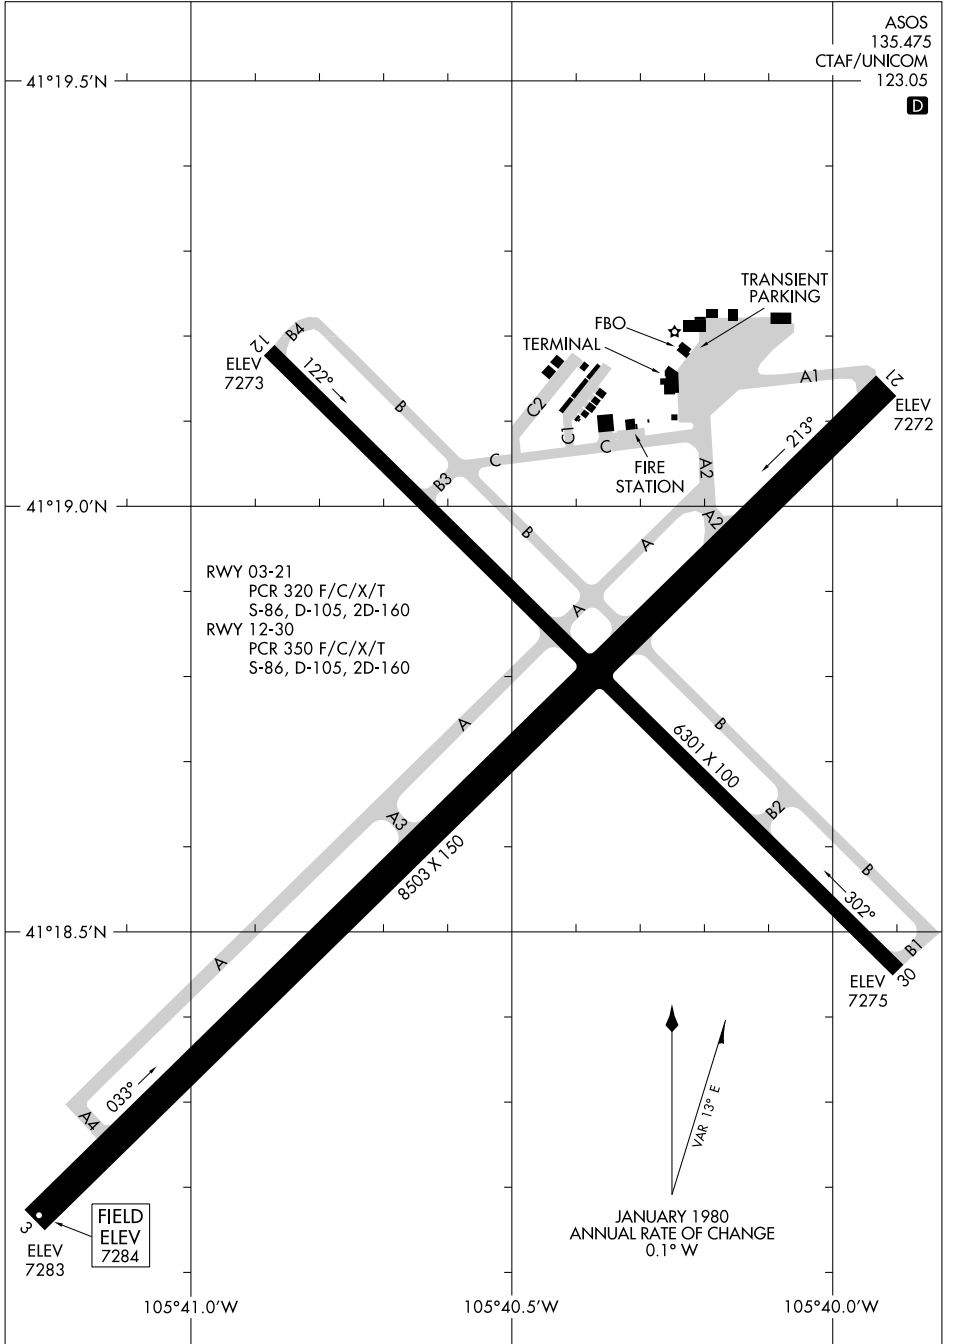 ASOS
135.475
CTAF/UNICOM
123.05
D
41°19.5'N
TRANSIENT
PARKING
FBO
TERMINAL
B4
12
ELEV
7273
122°
B
A1
21
ELEV
7272
213°
C2
C1
C
C
FIRE
STATION
A2
B3
41°19.0'N
A2
B
A
RWY 03-21
PCR 320 F/C/X/T
S-86, D-105, 2D-160
RWY 12-30
PCR 350 F/C/X/T
S-86, D-105, 2D-160
A
A
B
6301 X 100
B2
A3
8503 X 150
B
302°
41°18.5'N
A
B1
30
ELEV
7275
033°
A4
VAR 13° E
3
ELEV
7283
FIELD
ELEV
7284
JANUARY 1980
ANNUAL RATE OF CHANGE
0.1° W
105°41.0'W
105°40.5'W
105°40.0'W